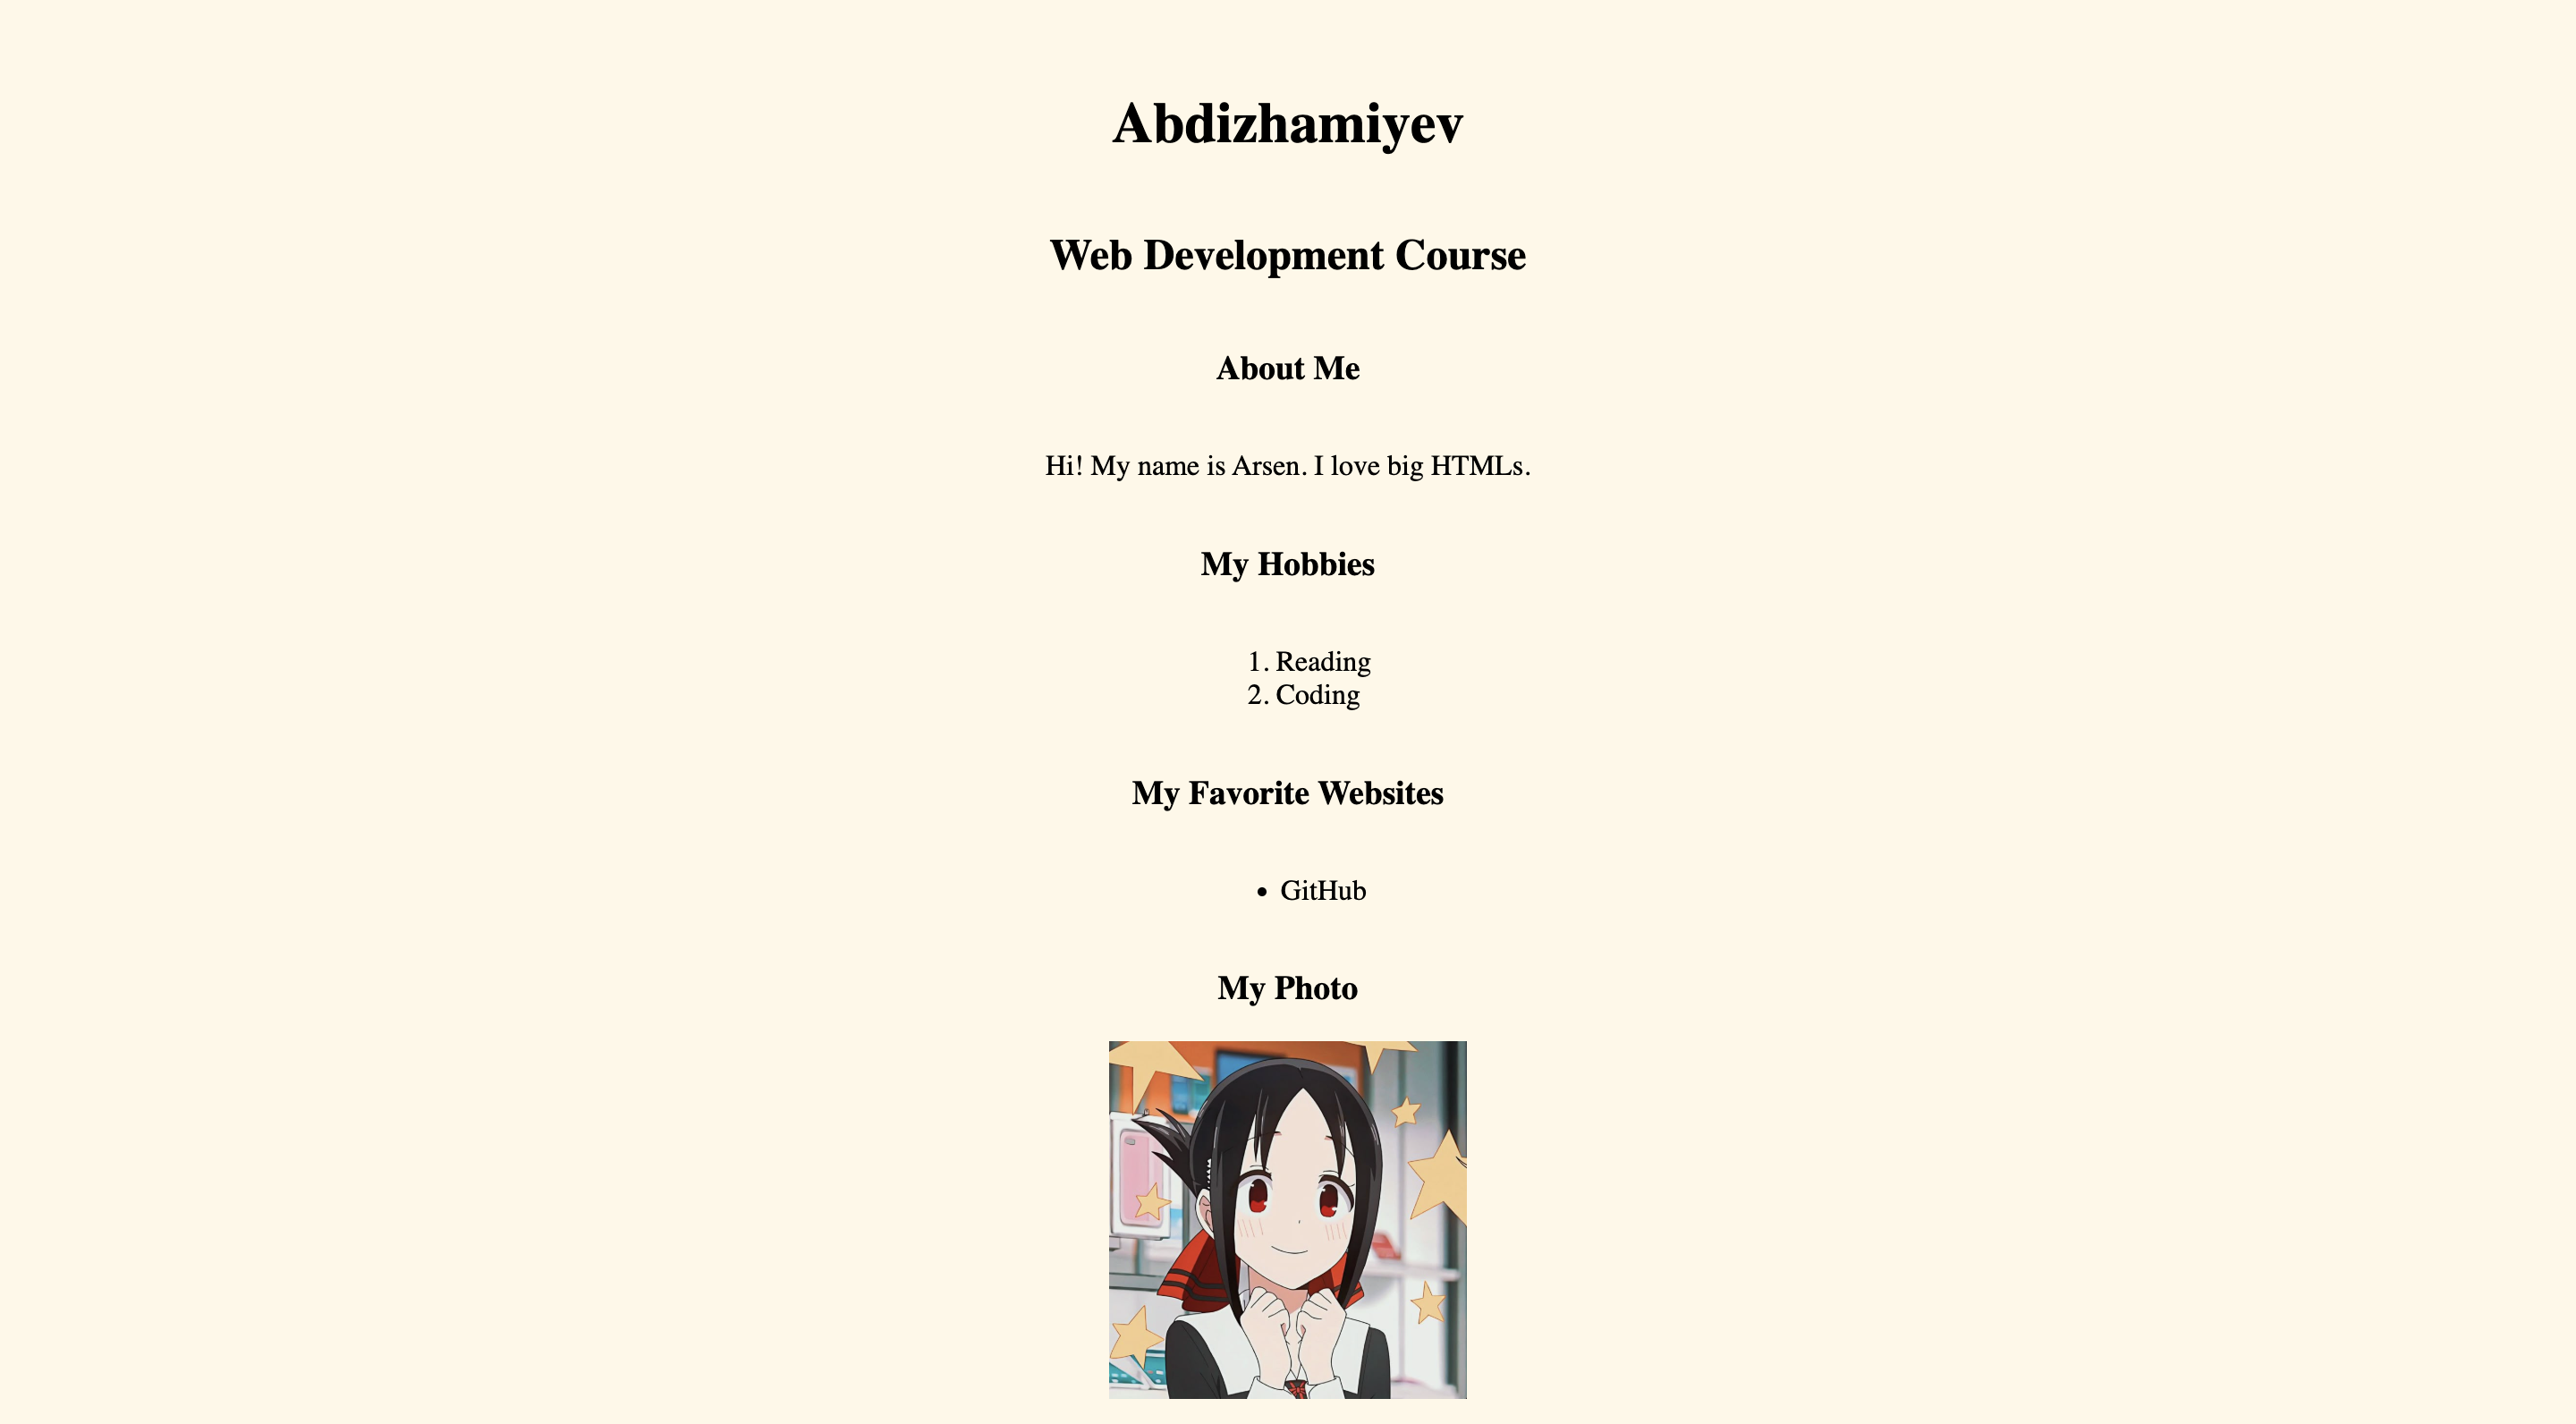 Abdizhamiyev
Web Development Course
About Me
Hi! My name is Arsen. I love big HTMLs.
My Hobbies
1. Reading
2. Coding
My Favorite Websites
• GitHub
My Photo